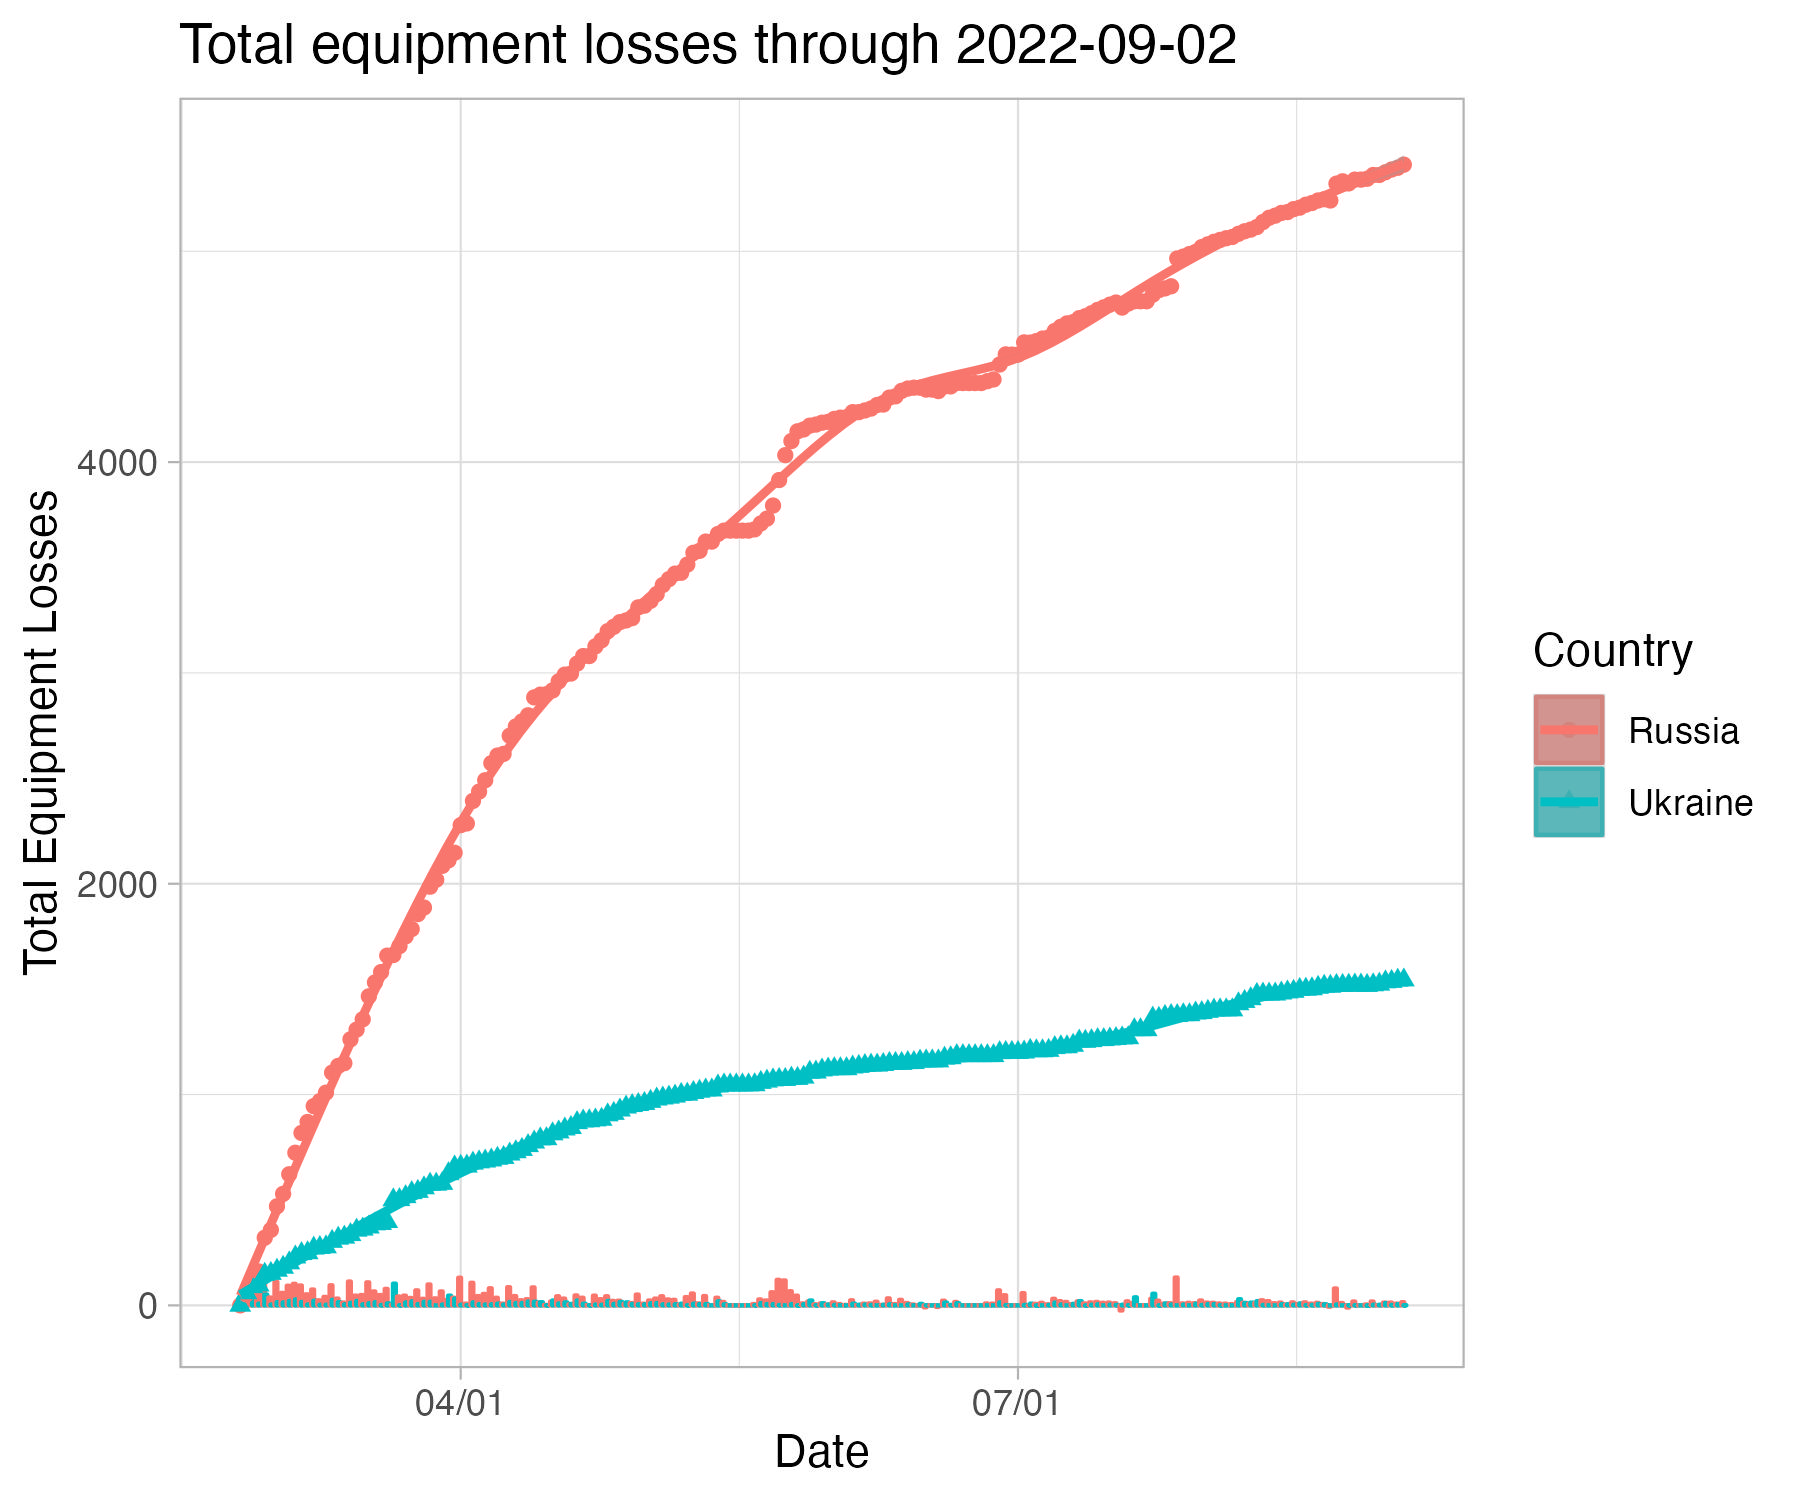 Total equipment losses through 2022-09-02
Total Equipment Losses
4000
2000
0
04/01
07/01
Date
Country
Russia
Ukraine